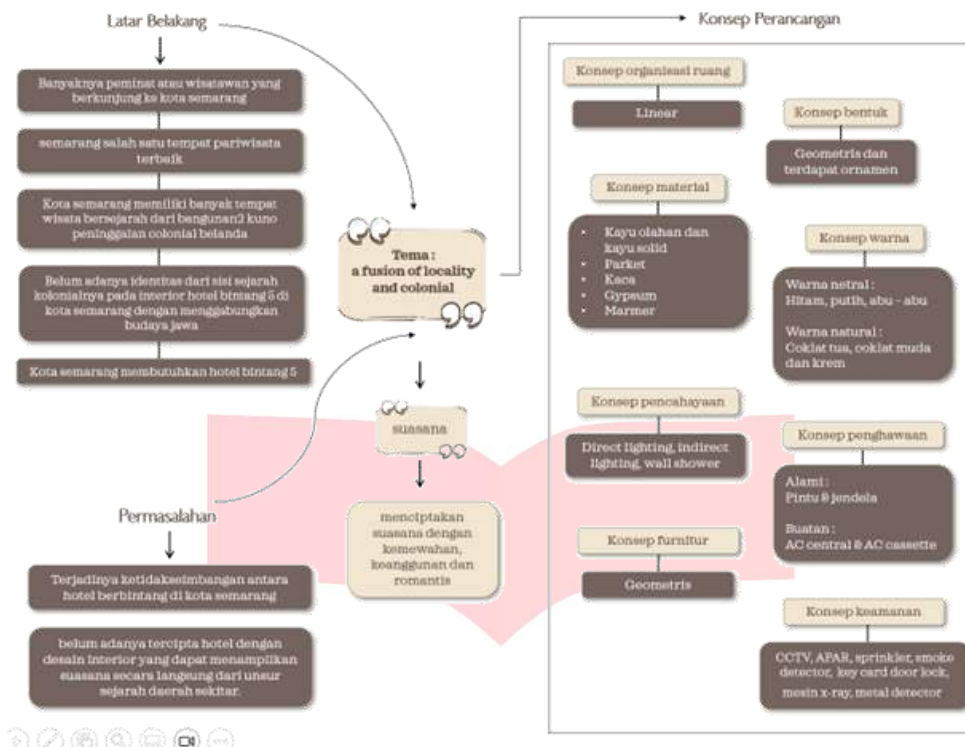 Latar Belakang
Banyaknya peminat atau wisatawan yang
berkunjung ke kota semarang
semarang salah satu tempat pariwisata
terbaik
Kota semarang memiliki banyak tempat
wisata bersejarah dari bangunan2 kuno
peninggalan colonial belanda
Belum adanya identitas dari sisi sejarah
kolonialnya pada interior hotel bintang 5 di
kota semarang dengan menggabungkan
budaya jawa
Kota semarang membutuhkan hotel bintang 5
Permasalahan
Terjadinya ketidakseimbangan antara
hotel berbintang di kota semarang
belum adanya tercipta hotel dengan
desain interior yang dapat menampilkan
suasana secara langsung dari unsur
sejarah daerah sekitar.
Tema :
a fusion of locality
and colonial
suasana
menciptakan
suasana dengan
kemewahan,
keanggunan dan
romantis
Konsep Perancangan
Konsep organisasi ruang
Linear
Konsep bentuk
Geometris dan
terdapat ornamen
Konsep material
• Kayu olahan dan
kayu solid
• Parket
• Kaca
• Gypsum
• Marmer
Konsep warna
Warna netral :
Hitam, putih, abu – abu
Warna natural :
Coklat tua, coklat muda
dan krem
Konsep pencahayaan
Direct lighting, indirect
lighting, wall shower
Konsep penghawaan
Alami :
Pintu & jendela
Buatan :
AC central & AC cassette
Konsep furnitur
Geometris
Konsep keamanan
CCTV, APAR, sprinkler, smoke
detector, key card door lock,
mesin x-ray, metal detector